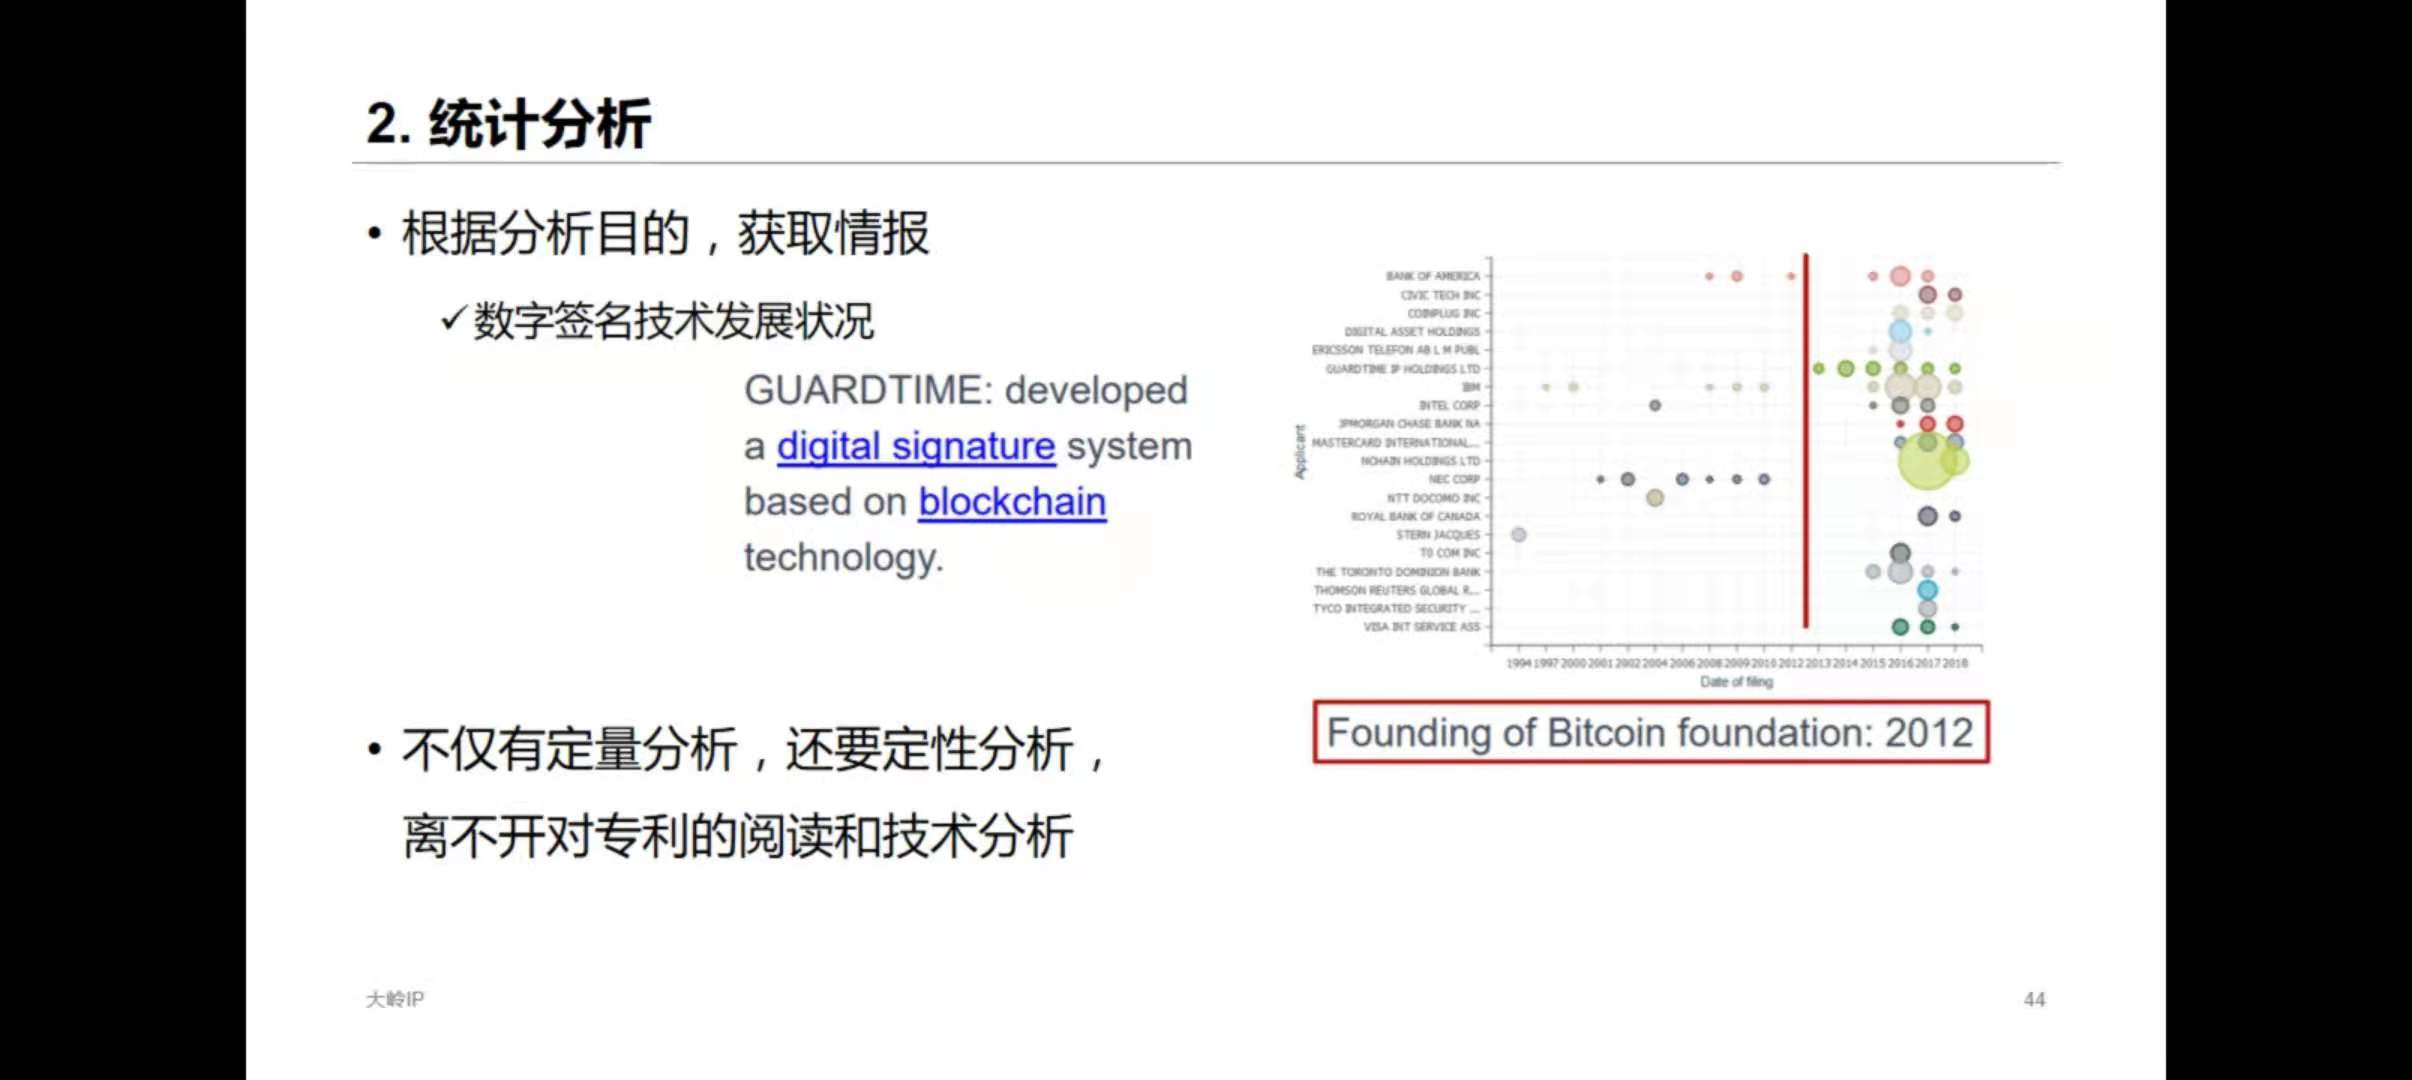 2. 统计分析
• 根据分析目的，获取情报
✓数字签名技术发展状况
GUARDTIME: developed
a digital signature system
based on blockchain
technology.
• 不仅有定量分析，还要定性分析，
离不开对专利的阅读和技术分析
Applicant
BANK OF AMERICA
CIVIC TECH INC
COINPLUG INC
DIGITAL ASSET HOLDINGS
ERICSSON TELEFON AB L M PUBL
GUARDTIME IP HOLDINGS LTD
IBM
INTEL CORP
JPMORGAN CHASE BANK NA
MASTERCARD INTERNATIONAL...
NCHAIN HOLDINGS LTD
NEC CORP
NTT DOCOMO INC
ROYAL BANK OF CANADA
STERN JACQUES
T0 COM INC
THE TORONTO DOMINION BANK
THOMSON REUTERS GLOBAL R...
TYCO INTEGRATED SECURITY ...
VISA INT SERVICE ASS
1994 1997 2000 2001 2002 2004 2006 2008 2009 2010 2012 2013 2014 2015 2016 2017 2018
Date of filing
Founding of Bitcoin foundation: 2012
大岭IP
44